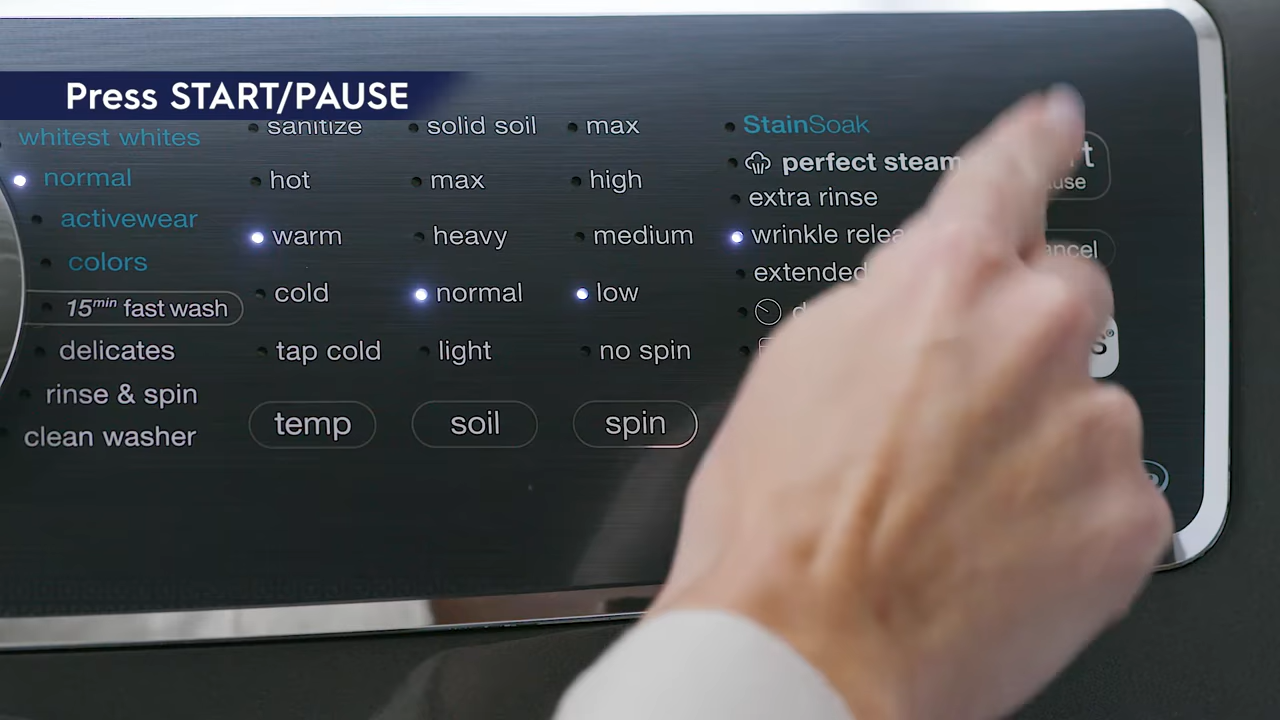 Press START/PAUSE
whitest whites
normal
activewear
colors
15min fast wash
delicates
rinse & spin
clean washer
sanitize
hot
warm
cold
tap cold
temp
solid soil
max
heavy
normal
light
soil
max
high
medium
low
no spin
spin
StainSoak
perfect steam
extra rinse
wrinkle
extended